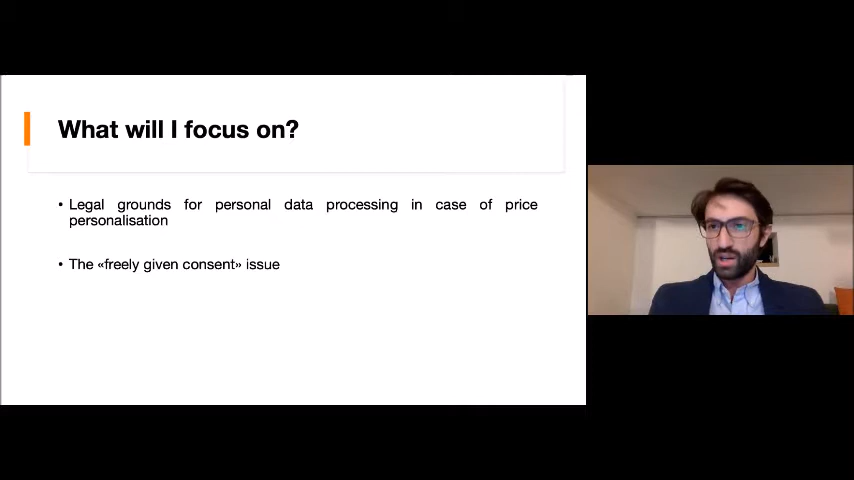 What will I focus on?
• Legal grounds for personal data processing in case of price
personalisation
• The «freely given consent» issue